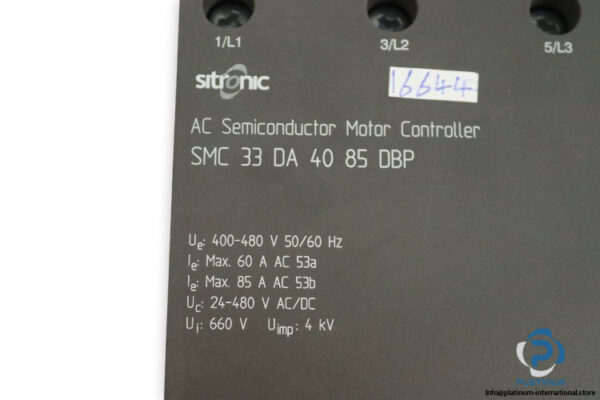 1/L1 3/L2 5/L3
sitronic
16644
AC Semiconductor Motor Controller
SMC 33 DA 40 85 DBP
Ue: 400-480 V 50/60 Hz
Ie: Max. 60 A AC 53a
Ie: Max. 85 A AC 53b
Uc: 24-480 V AC/DC
Ui: 660 V Uimp: 4 kV
PLATINUM
info@platinum-international.store